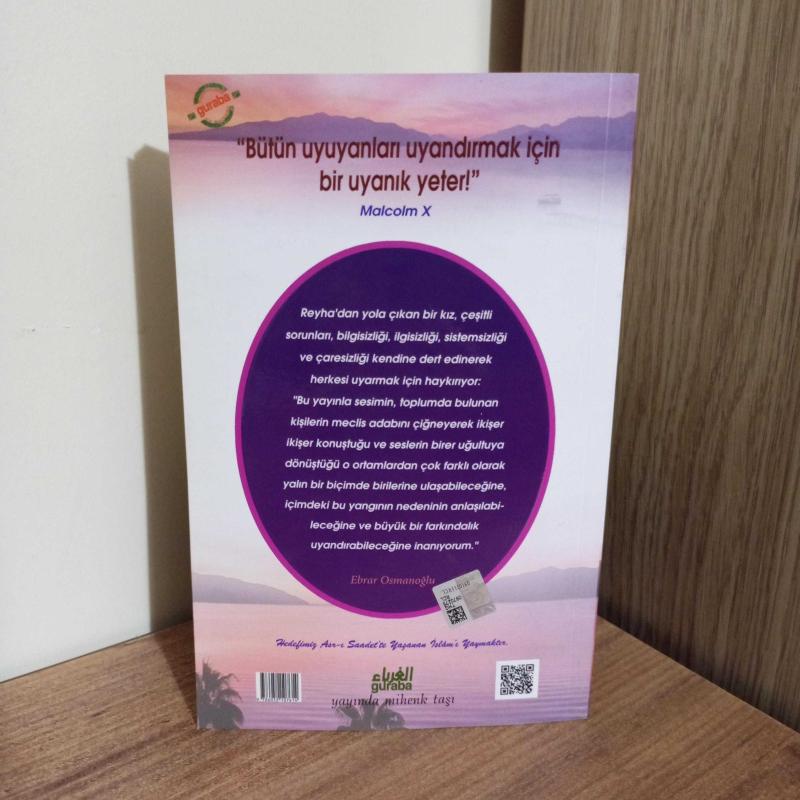 guraba
"Bütün uyuyanları uyandırmak için
bir uyanık yeter!"
Malcolm X
Reyha'dan yola çıkan bir kız, çeşitli
sorunları, bilgisizliği, ilgisizliği, sistemsizliği
ve çaresizliği kendine dert edinerek
herkesi uyarmak için haykırıyor:
"Bu yayınla sesimin, toplumda bulunan
kişilerin meclis adabını çiğneyerek ikişer
ikişer konuştuğu ve seslerin birer uğultuya
dönüştüğü o ortamlardan çok farklı olarak
yalın bir biçimde birilerine ulaşabileceğine,
içimdeki bu yangının nedeninin anlaşılabi-
leceğine ve büyük bir farkındalık
uyandırabileceğine inanıyorum."
Ebrar Osmanoğlu
Hedefimiz Asr-ı Saadet'te Yaşanan İslâm'ı Yaymaktır.
الغرباء
guraba
yayında mihenk taşı